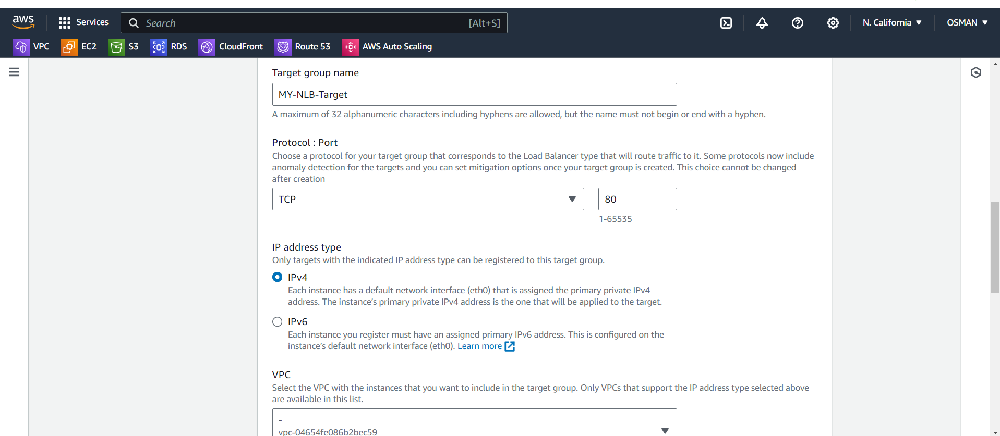 aws
Services
Search [Alt+S]
N. California
OSMAN
VPC EC2 S3 RDS CloudFront Route 53 AWS Auto Scaling
Target group name
MY-NLB-Target
A maximum of 32 alphanumeric characters including hyphens are allowed, but the name must not begin or end with a hyphen.
Protocol : Port
Choose a protocol for your target group that corresponds to the Load Balancer type that will route traffic to it. Some protocols now include
anomaly detection for the targets and you can set mitigation options once your target group is created. This choice cannot be changed
after creation
TCP
80
1-65535
IP address type
Only targets with the indicated IP address type can be registered to this target group.
IPv4
Each instance has a default network interface (eth0) that is assigned the primary private IPv4
address. The instance’s primary private IPv4 address is the one that will be applied to the target.
IPv6
Each instance you register must have an assigned primary IPv6 address. This is configured on the
instance’s default network interface (eth0). Learn more
VPC
Select the VPC with the instances that you want to include in the target group. Only VPCs that support the IP address type selected above
are available in this list.
-
vpc-04654fe086b2bec59